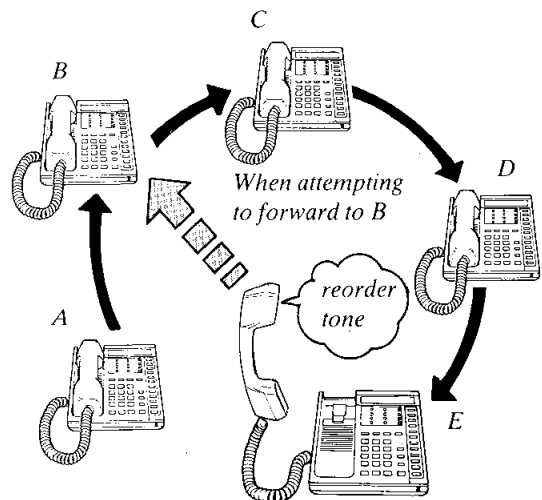 C
B
D
When attempting
to forward to B
A
reorder
tone
E